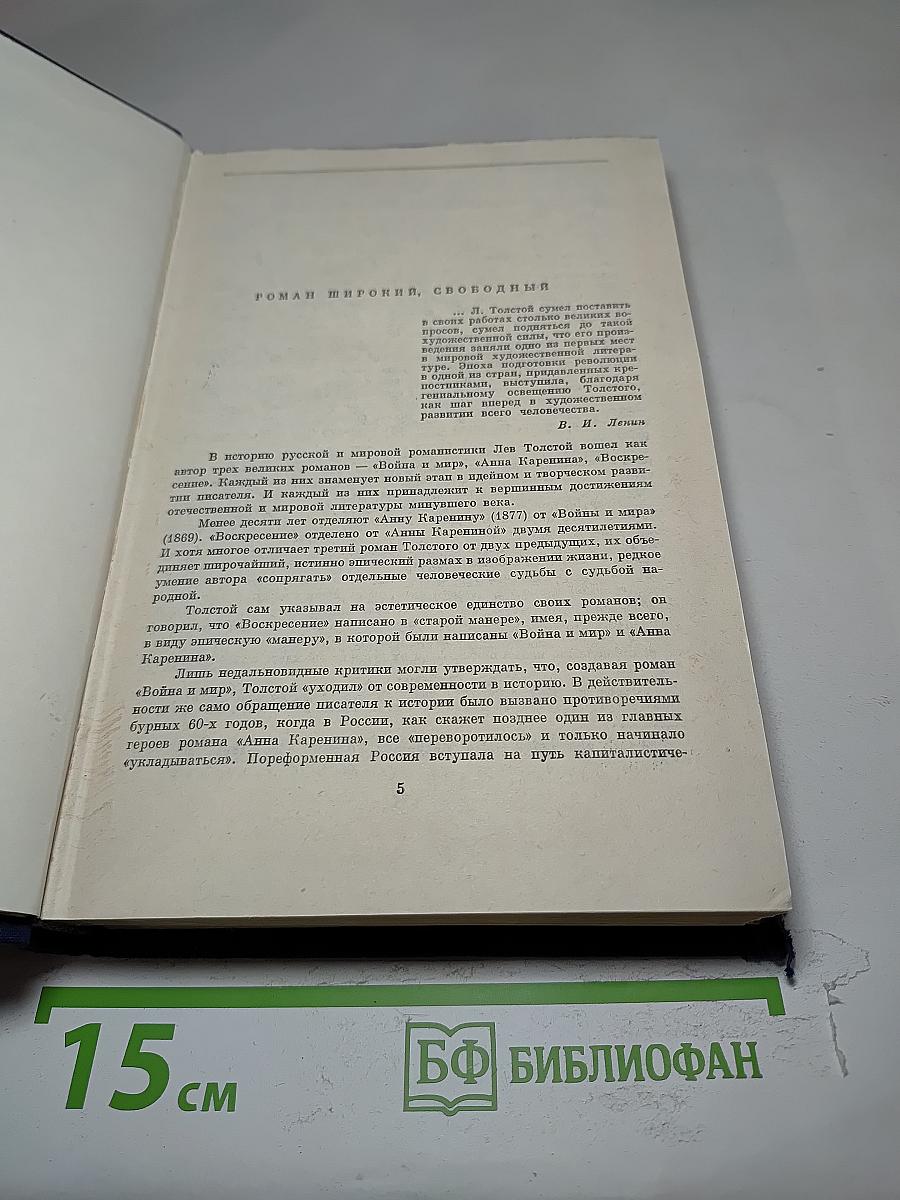 РОМАН ШИРОКИЙ, СВОБОДНЫЙ
... Л. Толстой сумел поставить
в своих работах столько великих во-
просов, сумел подняться до такой
художественной силы, что его произ-
ведения заняли одно из первых мест
в мировой художественной литера-
туре. Эпоха подготовки революции
в одной из стран, придавленных кре-
постниками, выступила, благодаря
гениальному освещению Толстого,
как шаг вперед в художественном
развитии всего человечества.
В. И. Ленин
В историю русской и мировой романистики Лев Толстой вошел как
автор трех великих романов — «Война и мир», «Анна Каренина», «Воскре-
сение». Каждый из них знаменует новый этап в идейном и творческом разви-
тии писателя. И каждый из них принадлежит к вершинным достижениям
отечественной и мировой литературы минувшего века.
Менее десяти лет отделяют «Анну Каренину» (1877) от «Войны и мира»
(1869). «Воскресение» отделено от «Анны Карениной» двумя десятилетиями.
И хотя многое отличает третий роман Толстого от двух предыдущих, их объе-
диняет широчайший, истинно эпический размах в изображении жизни, редкое
умение автора «сопрягать» отдельные человеческие судьбы с судьбой на-
родной.
Толстой сам указывал на эстетическое единство своих романов; он
говорил, что «Воскресение» написано в «старой манере», имея, прежде всего,
в виду эпическую «манеру», в которой были написаны «Война и мир» и «Анна
Каренина».
Лишь недальновидные критики могли утверждать, что, создавая роман
«Война и мир», Толстой «уходил» от современности в историю. В действитель-
ности же само обращение писателя к истории было вызвано противоречиями
бурных 60-х годов, когда в России, как скажет позднее один из главных
героев романа «Анна Каренина», все «переворотилось» и только начинало
«укладываться». Пореформенная Россия вступала на путь капиталистиче-
5
15 см
БФ БИБЛИОФАН